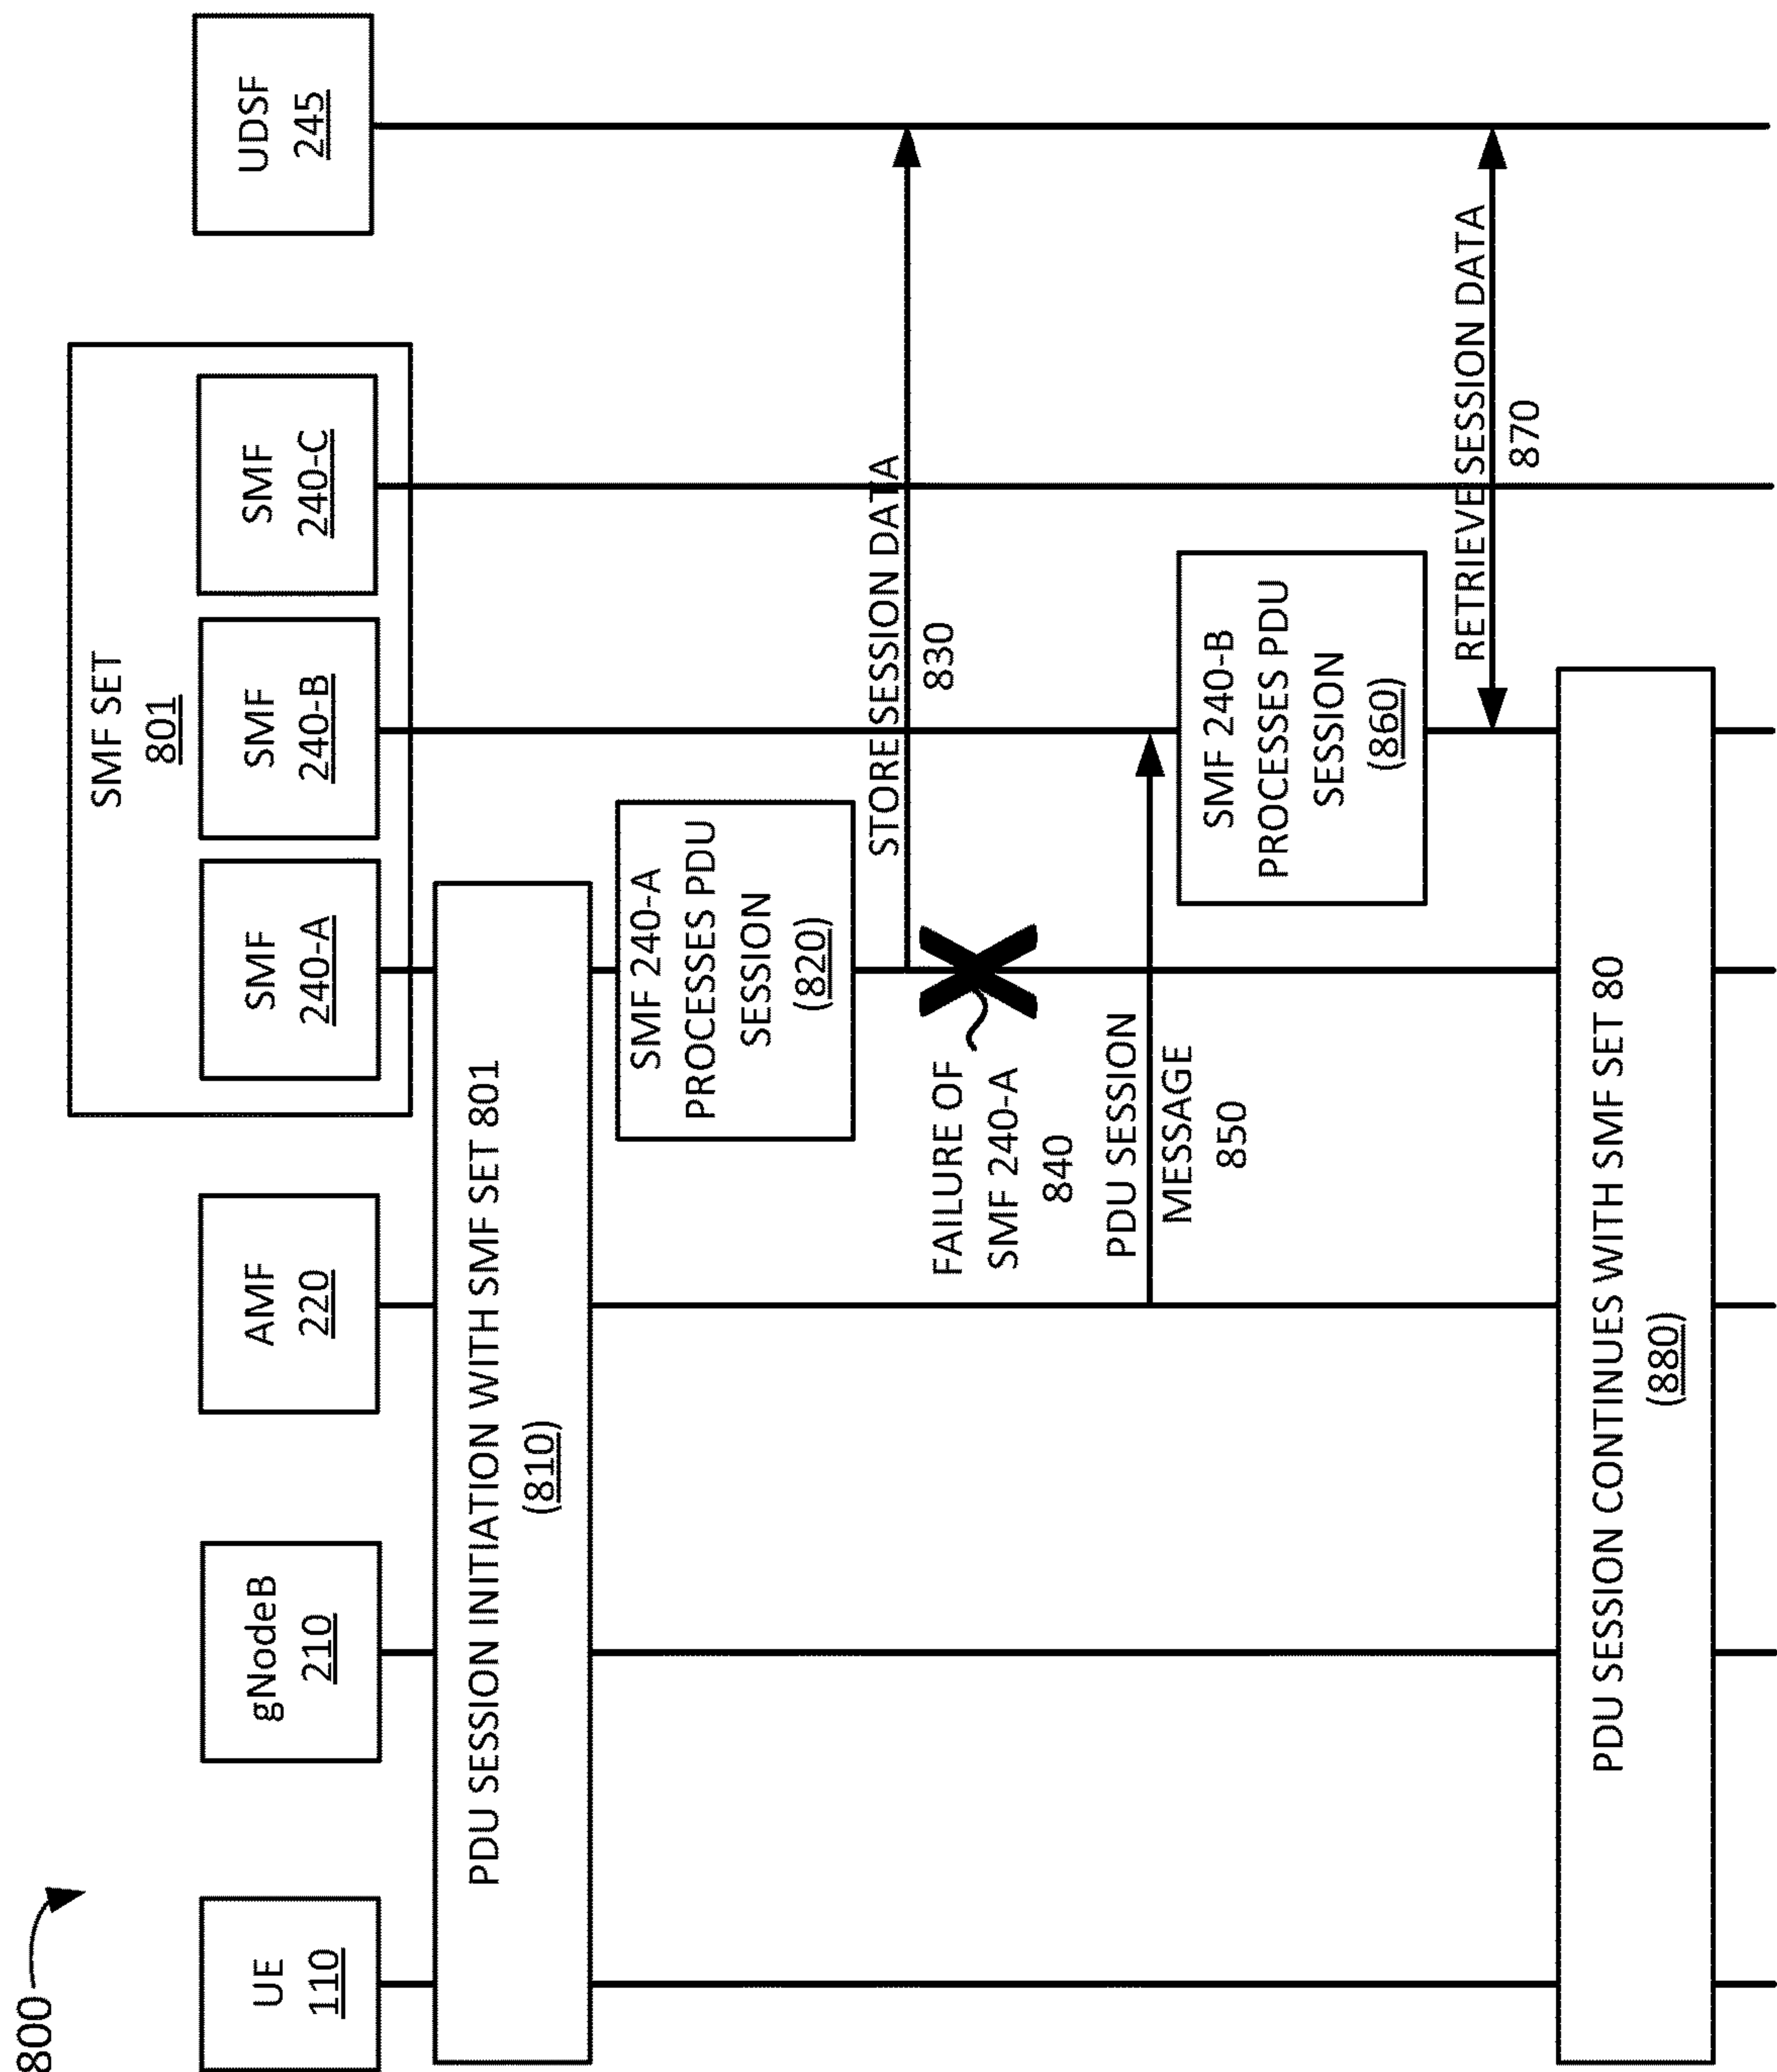 800
UE
110
gNodeB
210
AMF
220
SMF SET
801
SMF
240-A
SMF
240-B
SMF
240-C
UDSF
245
PDU SESSION INITIATION WITH SMF SET 801
(810)
SMF 240-A
PROCESSES PDU
SESSION
(820)
STORE SESSION DATA
830
FAILURE OF
SMF 240-A
840
PDU SESSION
MESSAGE
850
SMF 240-B
PROCESSES PDU
SESSION
(860)
RETRIEVE SESSION DATA
870
PDU SESSION CONTINUES WITH SMF SET 80
(880)